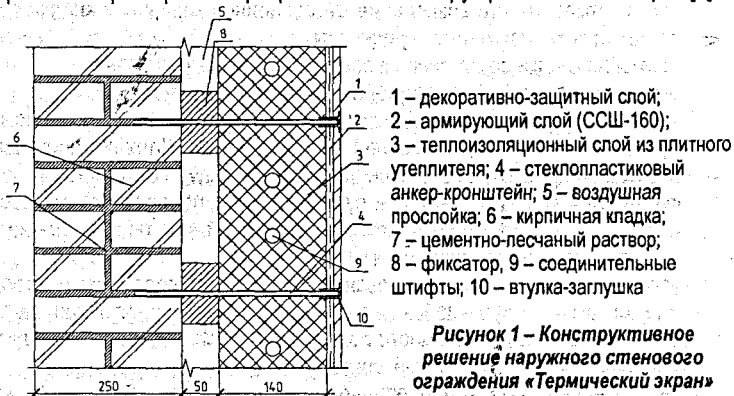 5
8
1
2
3
4
9
10
6
7
250
50
140
1 – декоративно-защитный слой;
2 – армирующий слой (ССШ-160);
3 – теплоизоляционный слой из плитного
утеплителя; 4 – стеклопластиковый
анкер-кронштейн; 5 – воздушная
прослойка; 6 – кирпичная кладка;
7 – цементно-песчаный раствор;
8 – фиксатор, 9 – соединительные
штифты; 10 – втулка-заглушка
Рисунок 1 – Конструктивное
решение наружного стенового
ограждения «Термический экран»